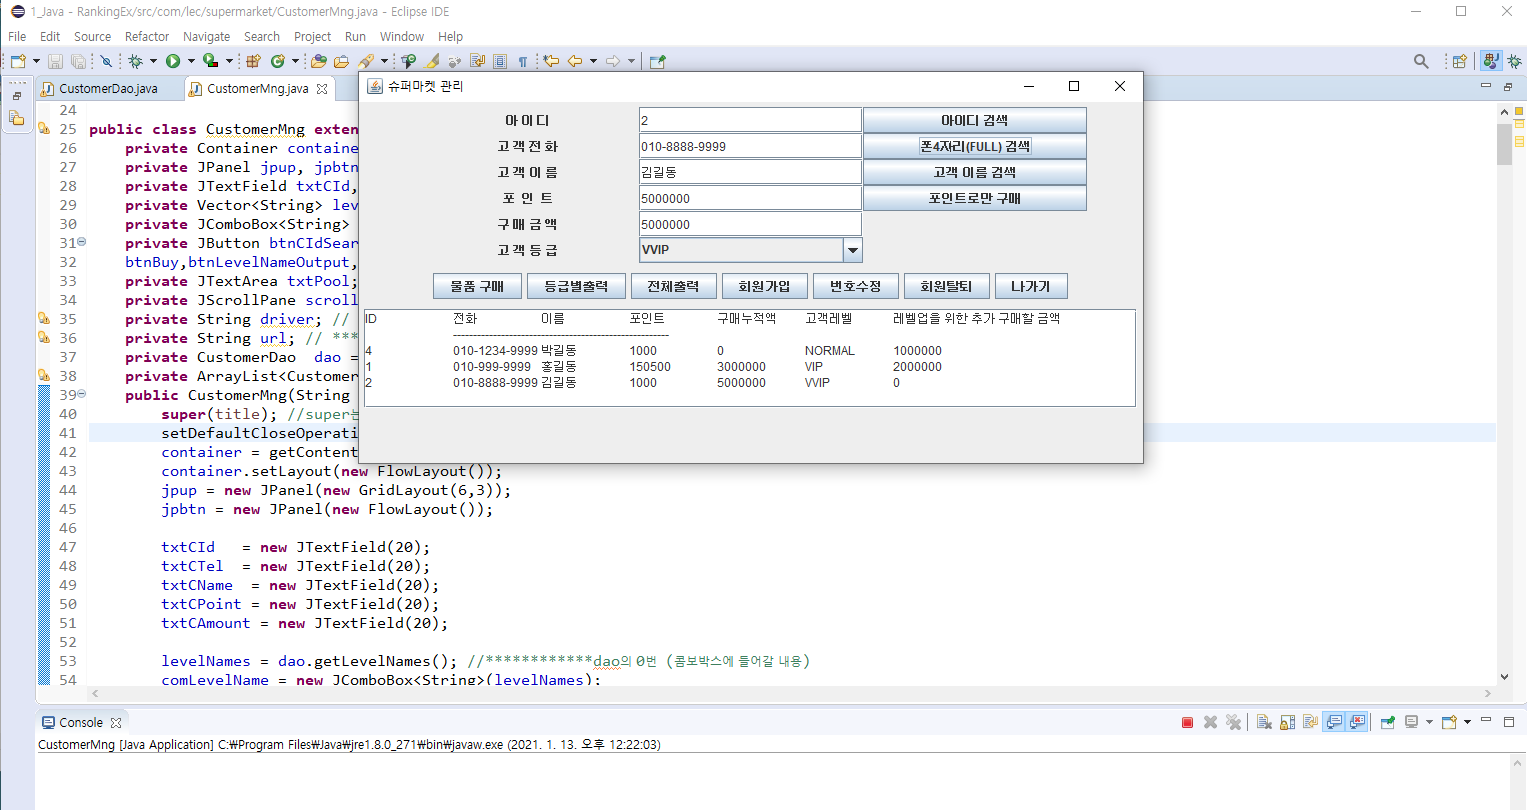 1_Java - RankingEx/src/com/lec/supermarket/CustomerMng.java - Eclipse IDE
File Edit Source Refactor Navigate Search Project Run Window Help
CustomerDao.java CustomerMng.java
슈퍼마켓 관리
아 이 디 2 아이디 검색
고 객 전 화 010-8888-9999 폰4자리(FULL) 검색
고 객 이 름 김길동 고객 이름 검색
포 인 트 5000000 포인트로만 구매
구 매 금 액 5000000
고 객 등 급 VVIP
물품 구매 등급별출력 전체출력 회원가입 번호수정 회원탈퇴 나가기
ID 전화 이름 포인트 구매누적액 고객레벨 레벨업을 위한 추가 구매할 금액
------------------------------------------------------
4 010-1234-9999 박길동 1000 0 NORMAL 1000000
1 010-999-9999 홍길동 150500 3000000 VIP 2000000
2 010-8888-9999 김길동 1000 5000000 VVIP 0
24
25 public class CustomerMng exten
26 private Container container
27 private JPanel jpup, jpbtn
28 private JTextField txtCId,
29 private Vector<String> lev
30 private JComboBox<String>
31 private JButton btnCIdSear
32 btnBuy,btnLevelNameOutput,
33 private JTextArea txtPool;
34 private JScrollPane scroll
35 private String driver; //
36 private String url; // ***
37 private CustomerDao dao =
38 private ArrayList<Customer
39 public CustomerMng(String
40 super(title); //super는
41 setDefaultCloseOperati
42 container = getContent
43 container.setLayout(new FlowLayout());
44 jpup = new JPanel(new GridLayout(6,3));
45 jpbtn = new JPanel(new FlowLayout());
46
47 txtCId = new JTextField(20);
48 txtCTel = new JTextField(20);
49 txtCName = new JTextField(20);
50 txtCPoint = new JTextField(20);
51 txtCAmount = new JTextField(20);
52
53 levelNames = dao.getLevelNames(); //************dao의 0번 (콤보박스에 들어갈 내용)
54 comLevelName = new JComboBox<String>(levelNames);
Console
CustomerMng [Java Application] C:₩Program Files₩Java₩jre1.8.0_271₩bin₩javaw.exe (2021. 1. 13. 오후 12:22:03)